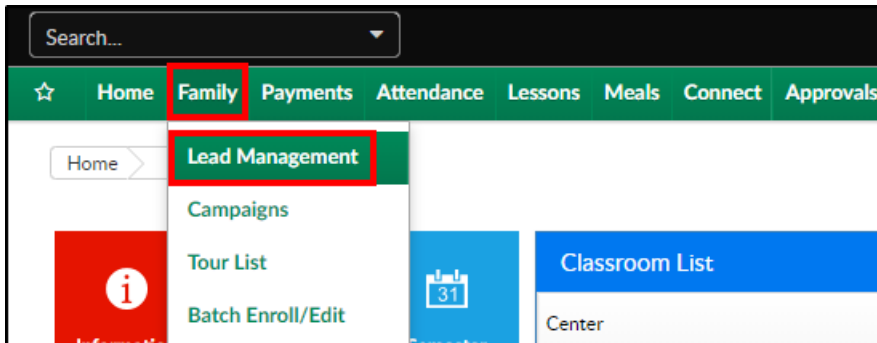 Search...
Home Family Payments Attendance Lessons Meals Connect Approvals
Home
Lead Management
Campaigns
Tour List
Batch Enroll/Edit
31
Classroom List
Center